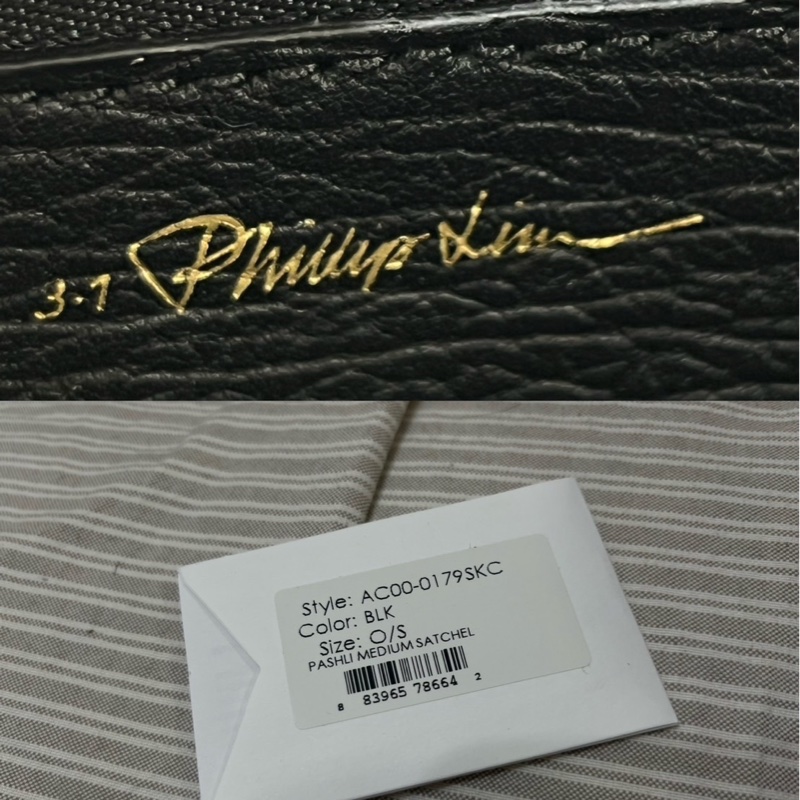 3.1 Phillip Lim
Style: AC00-0179SKC
Color: BLK
Size: O/S
PASHLI MEDIUM SATCHEL
8 83965 78664 2